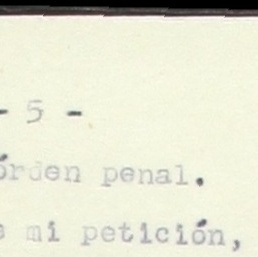 - 5 -
órden penal.
mi petición,